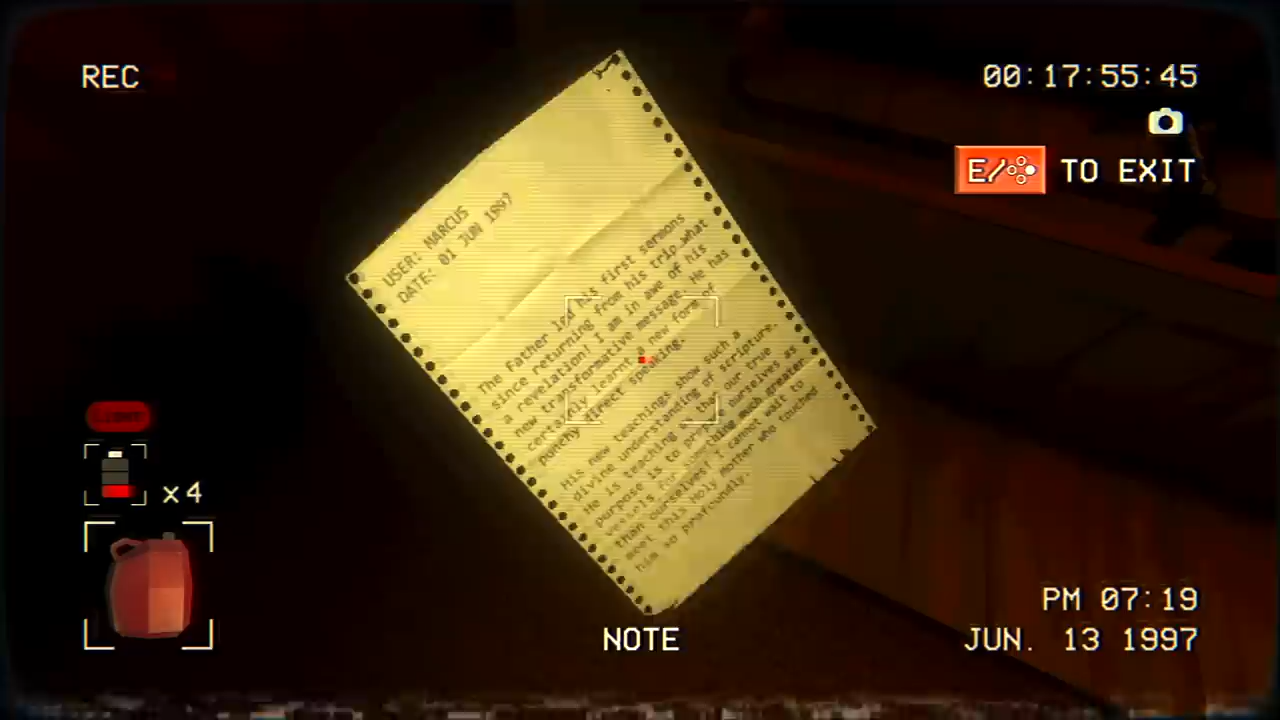 REC
00:17:55:45
E/ TO EXIT
USER: MARCUS
DATE: 01 JUN 1997
The Father led his first sermons
since returning from his trip what
a revelation! I am in awe of his
new transformative message. He has
certainly learnt a new form of
punchy direct speaking.
His new teachings show such a
divine understanding of scripture.
He is teaching us that our true
purpose is to prepare ourselves as
vessels for something much greater
than ourselves! I cannot wait to
meet this Holy Mother who touched
him so profoundly.
x4
NOTE
PM 07:19
JUN. 13 1997